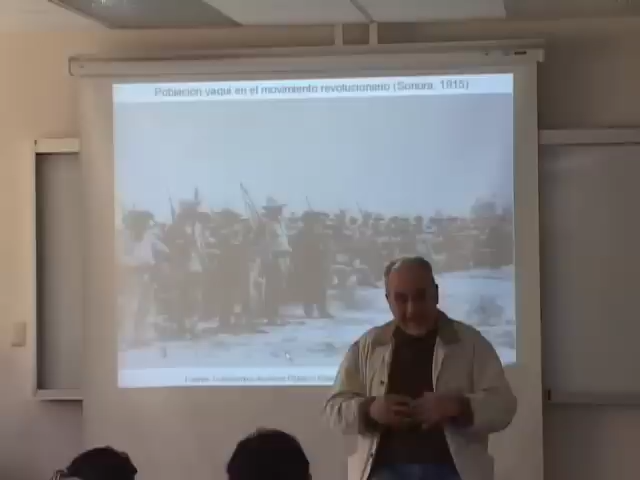 Población yaqui en el movimiento revolucionario (Sonora, 1915)